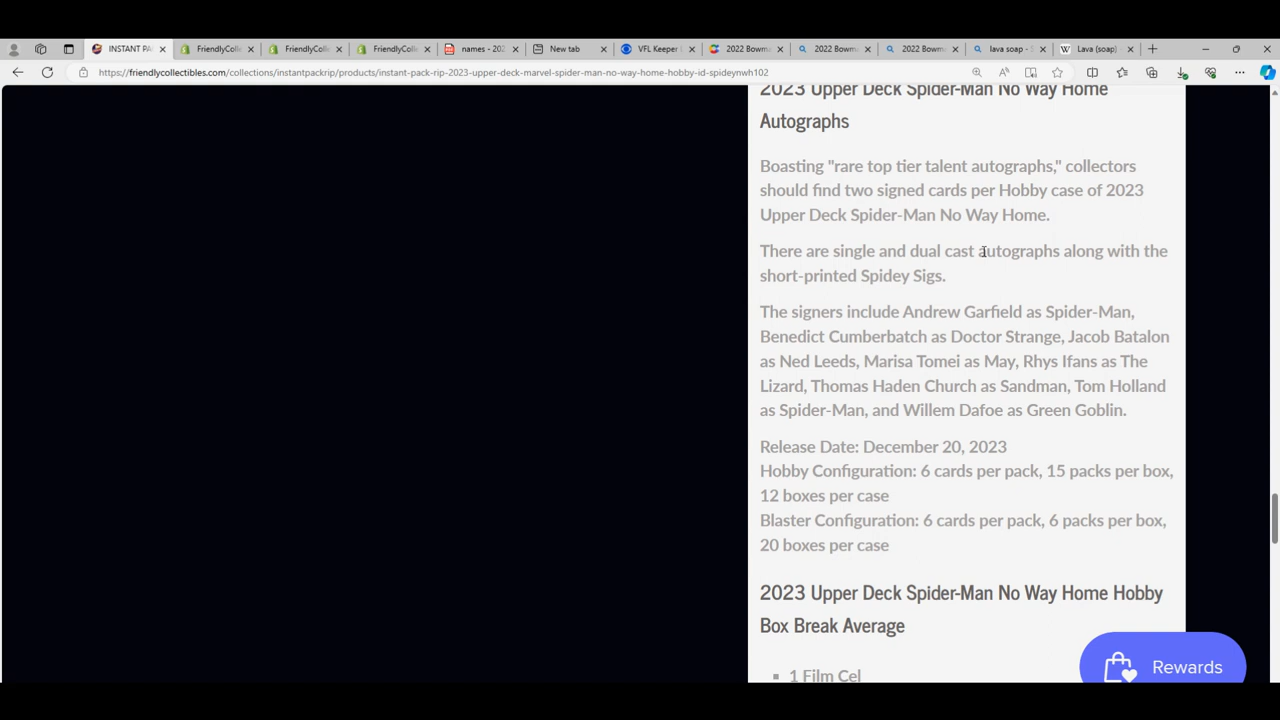 INSTANT PA
FriendlyColle
FriendlyColle
FriendlyColle
names - 202
New tab
VFL Keeper L
2022 Bowm
2022 Bowm
2022 Bowm
lava soap - S
Lava (soap)
https://friendlycollectibles.com/collections/instantpackrip/products/instant-pack-rip-2023-upper-deck-marvel-spider-man-no-way-home-hobby-id-spideynwh102
2023 Upper Deck Spider-Man No Way Home
Autographs
Boasting "rare top tier talent autographs," collectors
should find two signed cards per Hobby case of 2023
Upper Deck Spider-Man No Way Home.
There are single and dual cast autographs along with the
short-printed Spidey Sigs.
The signers include Andrew Garfield as Spider-Man,
Benedict Cumberbatch as Doctor Strange, Jacob Batalon
as Ned Leeds, Marisa Tomei as May, Rhys Ifans as The
Lizard, Thomas Haden Church as Sandman, Tom Holland
as Spider-Man, and Willem Dafoe as Green Goblin.
Release Date: December 20, 2023
Hobby Configuration: 6 cards per pack, 15 packs per box,
12 boxes per case
Blaster Configuration: 6 cards per pack, 6 packs per box,
20 boxes per case
2023 Upper Deck Spider-Man No Way Home Hobby
Box Break Average
1 Film Cel
Rewards